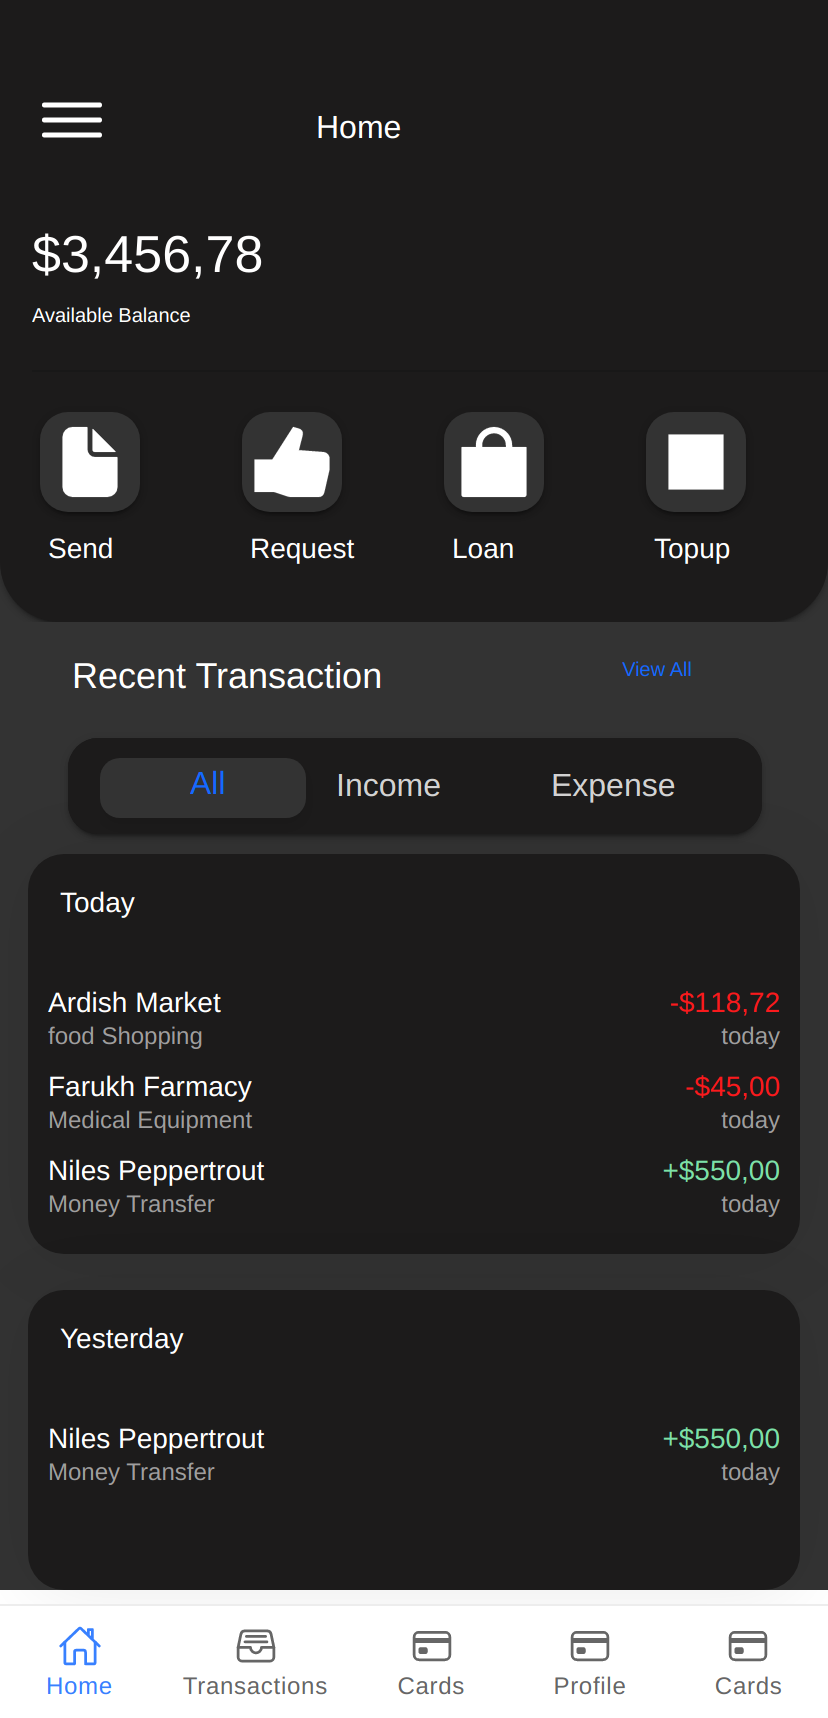 Home
$3,456,78
Available Balance
Send Request Loan Topup
Recent Transaction View All
All Income Expense
Today
Ardish Market -$118,72
food Shopping today
Farukh Farmacy -$45,00
Medical Equipment today
Niles Peppertrout +$550,00
Money Transfer today
Yesterday
Niles Peppertrout +$550,00
Money Transfer today
Home Transactions Cards Profile Cards